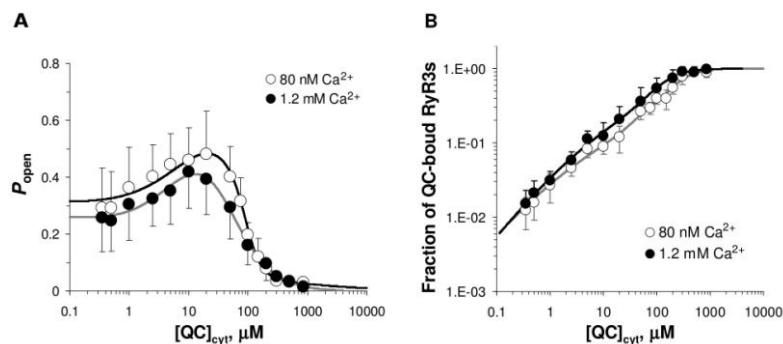 A
B
0.8
0.6
0.4
0.2
0
P_open
80 nM Ca²⁺
1.2 mM Ca²⁺
0.1
1
10
100
1000
10000
[QC]cyt, μM
1.E+00
1.E-01
1.E-02
1.E-03
Fraction of QC-boud RyR3s
80 nM Ca²⁺
1.2 mM Ca²⁺
0.1
1
10
100
1000
10000
[QC]cyt, μM